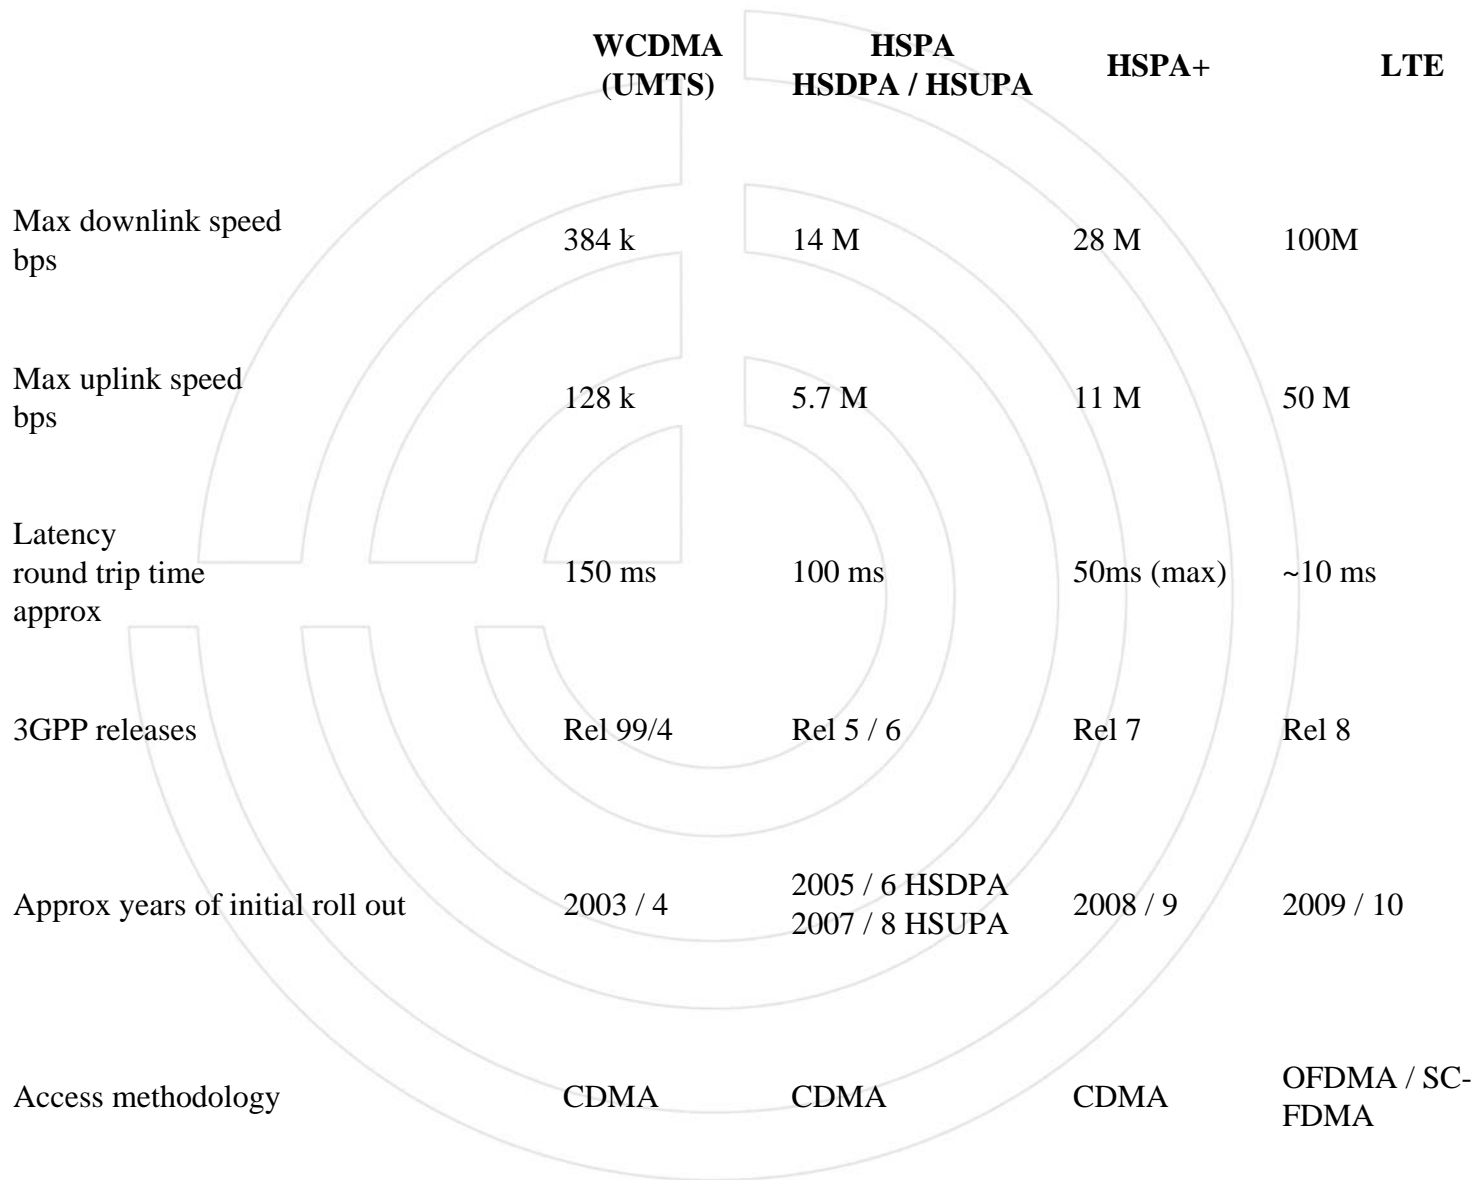 WCDMA
(UMTS)
HSPA
HSDPA / HSUPA
HSPA+
LTE
Max downlink speed
bps
384 k
14 M
28 M
100M
Max uplink speed
bps
128 k
5.7 M
11 M
50 M
Latency
round trip time
approx
150 ms
100 ms
50ms (max)
~10 ms
3GPP releases
Rel 99/4
Rel 5 / 6
Rel 7
Rel 8
Approx years of initial roll out
2003 / 4
2005 / 6 HSDPA
2007 / 8 HSUPA
2008 / 9
2009 / 10
Access methodology
CDMA
CDMA
CDMA
OFDMA / SC-
FDMA